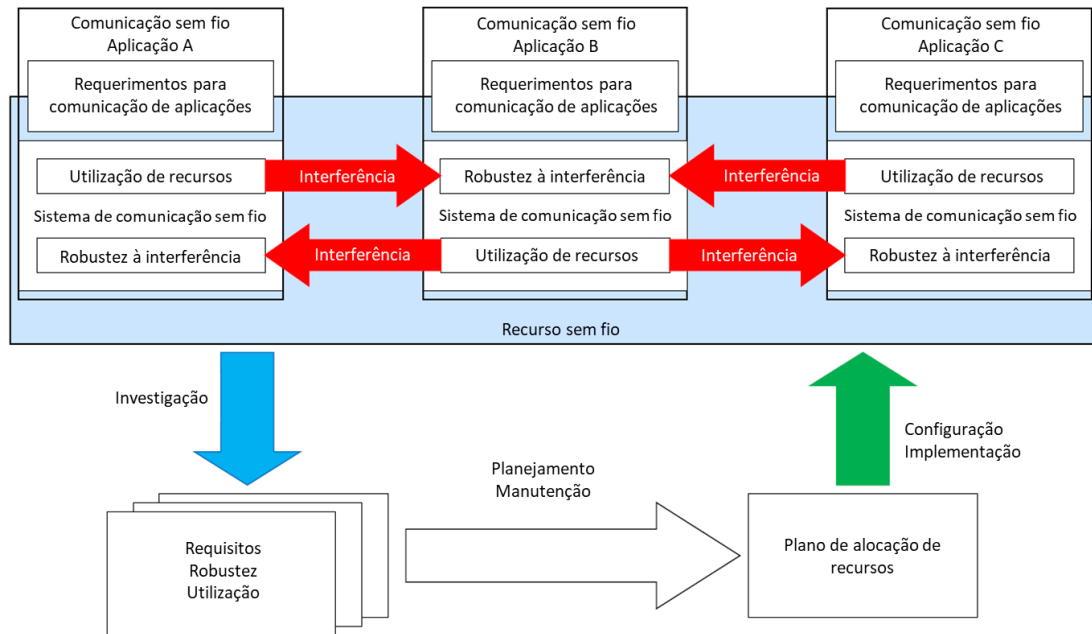 Comunicação sem fio
Aplicação A
Comunicação sem fio
Aplicação B
Comunicação sem fio
Aplicação C
Requerimentos para
comunicação de aplicações
Requerimentos para
comunicação de aplicações
Requerimentos para
comunicação de aplicações
Utilização de recursos
Interferência
Robustez à interferência
Interferência
Utilização de recursos
Sistema de comunicação sem fio
Sistema de comunicação sem fio
Sistema de comunicação sem fio
Robustez à interferência
Interferência
Utilização de recursos
Interferência
Robustez à interferência
Recurso sem fio
Investigação
Configuração
Implementação
Planejamento
Manutenção
Requisitos
Robustez
Utilização
Plano de alocação de
recursos